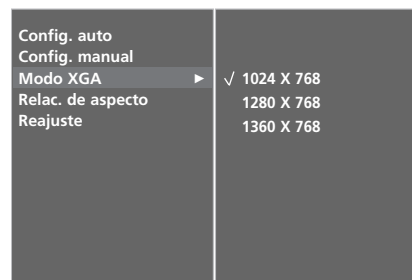 Config. auto
Config. manual
Modo XGA ►
Relac. de aspecto
Reajuste
√ 1024 X 768
1280 X 768
1360 X 768